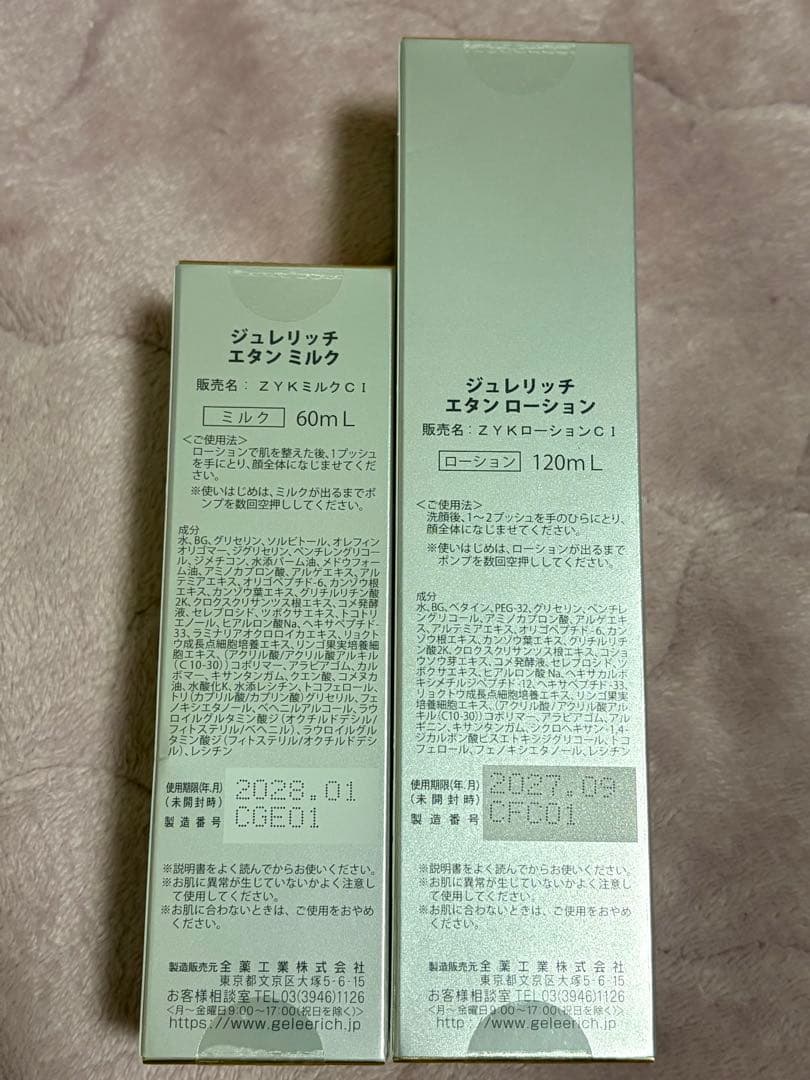 ジュレリッチ
エタン ミルク
販売名： ZYKミルクCI
ミルク 60mL
＜ご使用法＞
ローションで肌を整えた後、1プッシュ
を手にとり、顔全体になじませてくだ
さい。
※使いはじめは、ミルクが出るまでポ
ンプを数回空押ししてください。
成分
水、BG、グリセリン、ソルビトール、オレフィン
オリゴマー、ジグリセリン、ペンチレングリコー
ル、ジメチコン、水添パーム油、メドウフォー
ム油、アミノカプロン酸、アルゲエキス、アル
テミアエキス、オリゴペプチド-6、カンゾウ根
エキス、カンゾウ葉エキス、グリチルリチン酸
2K、クロクスクリサンツス根エキス、コメ発酵
液、セレブロシド、ツボクサエキス、トコトリ
エノール、ヒアルロン酸Na、ヘキサペプチド-
33、ラミナリアオクロロイカエキス、リョクト
ウ成長点細胞培養エキス、リンゴ果実培養細
胞エキス、(アクリル酸/アクリル酸アルキル
(C10-30))コポリマー、アラビアゴム、カル
ボマー、キサンタンガム、クエン酸、コメヌカ
油、水酸化K、水添レシチン、トコフェロール、
トリ(カプリル酸/カプリン酸)グリセリル、フェ
ノキシエタノール、ベヘニルアルコール、ラウ
ロイルグルタミン酸ジ(オクチルドデシル/
フィトステリル/ベヘニル)、ラウロイルグル
タミン酸ジ(フィトステリル/オクチルドデシ
ル)、レシチン
使用期限(年.月) 2028.01
(未開封時)
製造番号 CGE01
※説明書をよく読んでからお使いください。
※お肌に異常が生じていないかよく注意し
て使用してください。
※お肌に合わないときは、ご使用をおやめ
ください。
製造販売元 全薬工業株式会社
東京都文京区大塚5-6-15
お客様相談室 TEL03(3946)1126
＜月～金曜日9:00～17:00(祝日を除く)＞
https://www.geleerich.jp
ジュレリッチ
エタン ローション
販売名：ZYKローションCI
ローション 120mL
＜ご使用法＞
洗顔後、1～2プッシュを手のひらにとり、
顔全体になじませてください。
※使いはじめは、ローションが出るまで
ポンプを数回空押ししてください。
成分
水、BG、ベタイン、PEG-32、グリセリン、ペンチレ
ングリコール、アミノカプロン酸、アルゲエキ
ス、アルテミアエキス、オリゴペプチド-6、カン
ゾウ根エキス、カンゾウ葉エキス、グリチルリチ
ン酸2K、クロクスクリサンツス根エキス、コショ
ウソウ芽エキス、コメ発酵液、セレブロシド、ツ
ボクサエキス、ヒアルロン酸Na、ヘキサカルボ
キシメチルジペプチド-12、ヘキサペプチド-33、
リョクトウ成長点細胞培養エキス、リンゴ果実
培養細胞エキス、(アクリル酸/アクリル酸アル
キル(C10-30))コポリマー、アラビアゴム、アル
ギニン、キサンタンガム、シクロヘキサン-1,4-
ジカルボン酸ビスエトキシジグリコール、トコ
フェロール、フェノキシエタノール、レシチン
使用期限(年.月) 2027.09
(未開封時)
製造番号 CFC01
※説明書をよく読んでからお使いください。
※お肌に異常が生じていないかよく注意し
て使用してください。
※お肌に合わないときは、ご使用をおやめ
ください。
製造販売元 全薬工業株式会社
東京都文京区大塚5-6-15
お客様相談室 TEL03(3946)1126
＜月～金曜日9:00～17:00(祝日を除く)＞
https://www.geleerich.jp